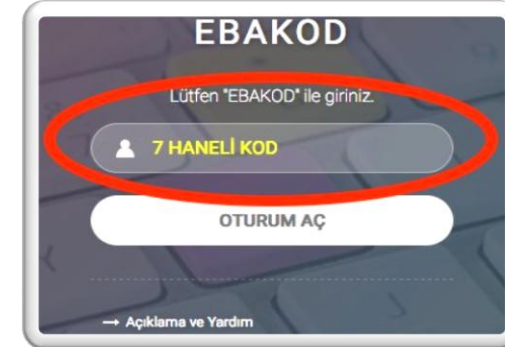 EBAKOD
Lütfen "EBAKOD" ile giriniz.
7 HANELİ KOD
OTURUM AÇ
→ Açıklama ve Yardım